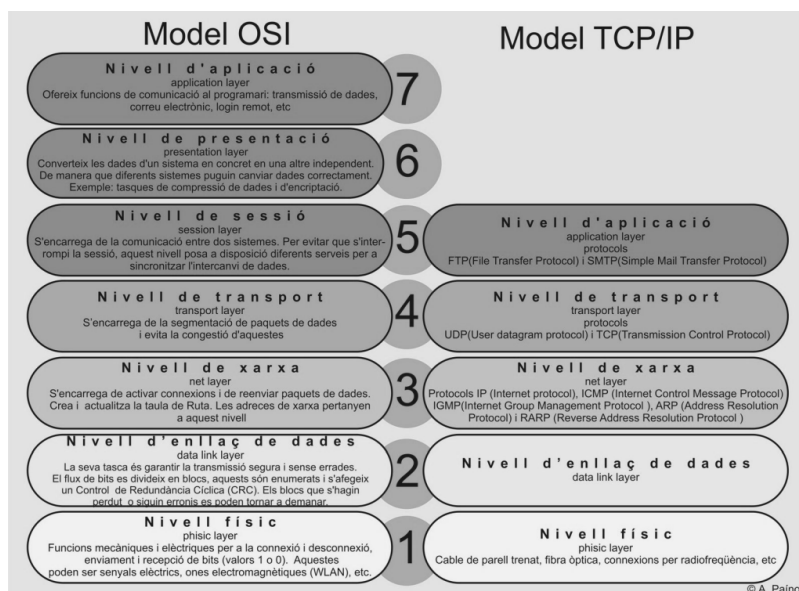 Model OSI
Nivell d'aplicació
application layer
Ofereix funcions de comunicació al programari: transmissió de dades,
correu electrònic, login remot, etc
7
Nivell de presentació
presentation layer
Converteix les dades d'un sistema en concret en una altre independent.
De manera que diferents sistemes puguin canviar dades correctament.
Exemple: tasques de compressió de dades i d'encriptació.
6
Nivell de sessió
session layer
S'encarrega de la comunicació entre dos sistemes. Per evitar que s'inter-
rompi la sessió, aquest nivell posa a disposició diferents serveis per a
sincronitzar l'intercanvi de dades.
5
Nivell de transport
transport layer
S'encarrega de la segmentació de paquets de dades
i evita la congestió d'aquestes
4
Nivell de xarxa
net layer
S'encarrega de activar connexions i de reenviar paquets de dades.
Crea i actualitza la taula de Ruta. Les adreces de xarxa pertanyen
a aquest nivell
3
Nivell d'enllaç de dades
data link layer
La seva tasca és garantir la transmissió segura i sense errades.
El flux de bits es divideix en blocs, aquests són enumerats i s'afegeix
un Control de Redundància Cíclica (CRC). Els blocs que s'hagin
perdut o siguin erronis es poden tornar a demanar.
2
Nivell físic
phisic layer
Funcions mecàniques i elèctriques per a la connexió i desconnexió,
enviament i recepció de bits (valors 1 o 0). Aquestes
poden ser senyals elèctrics, ones electromagnètiques (WLAN), etc.
1
Model TCP/IP
Nivell d'aplicació
application layer
protocols
FTP(File Transfer Protocol) i SMTP(Simple Mail Transfer Protocol)
Nivell de transport
transport layer
protocols
UDP(User datagram protocol) i TCP(Transmission Control Protocol)
Nivell de xarxa
net layer
Protocols IP (Internet protocol), ICMP (Internet Control Message Protocol)
IGMP(Internet Group Management Protocol ), ARP (Address Resolution
Protocol) i RARP (Reverse Address Resolution Protocol )
Nivell d'enllaç de dades
data link layer
Nivell físic
phisic layer
Cable de parell trenat, fibra òptica, connexions per radiofreqüència, etc
© A. Païno